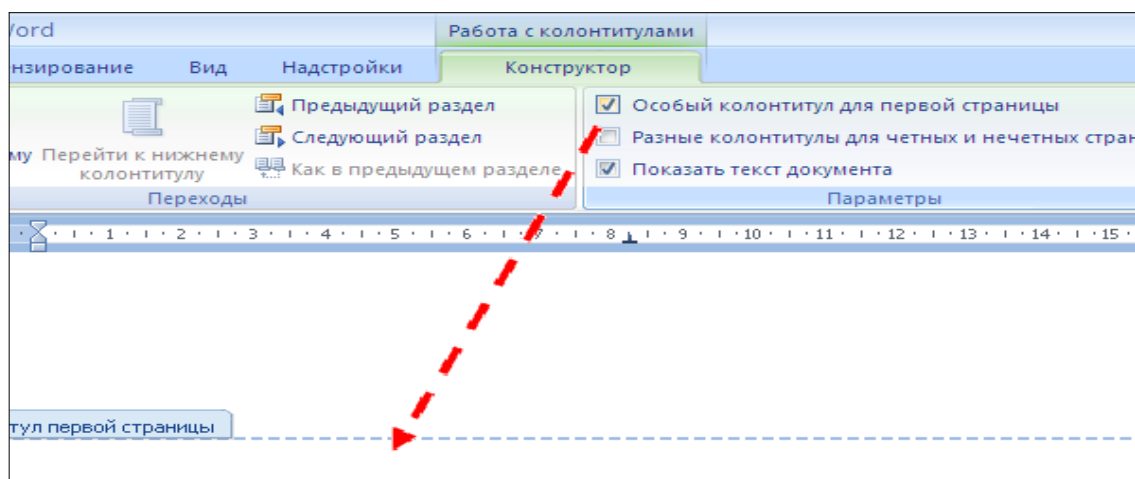 Word
Работа с колонтитулами
нзирование Вид Надстройки Конструктор
Предыдущий раздел
Следующий раздел
Как в предыдущем разделе
му Перейти к нижнему
колонтитулу
Переходы
Особый колонтитул для первой страницы
Разные колонтитулы для четных и нечетных стран
Показать текст документа
Параметры
1 2 3 4 5 6 7 8 9 10 11 12 13 14 15
тул первой страницы